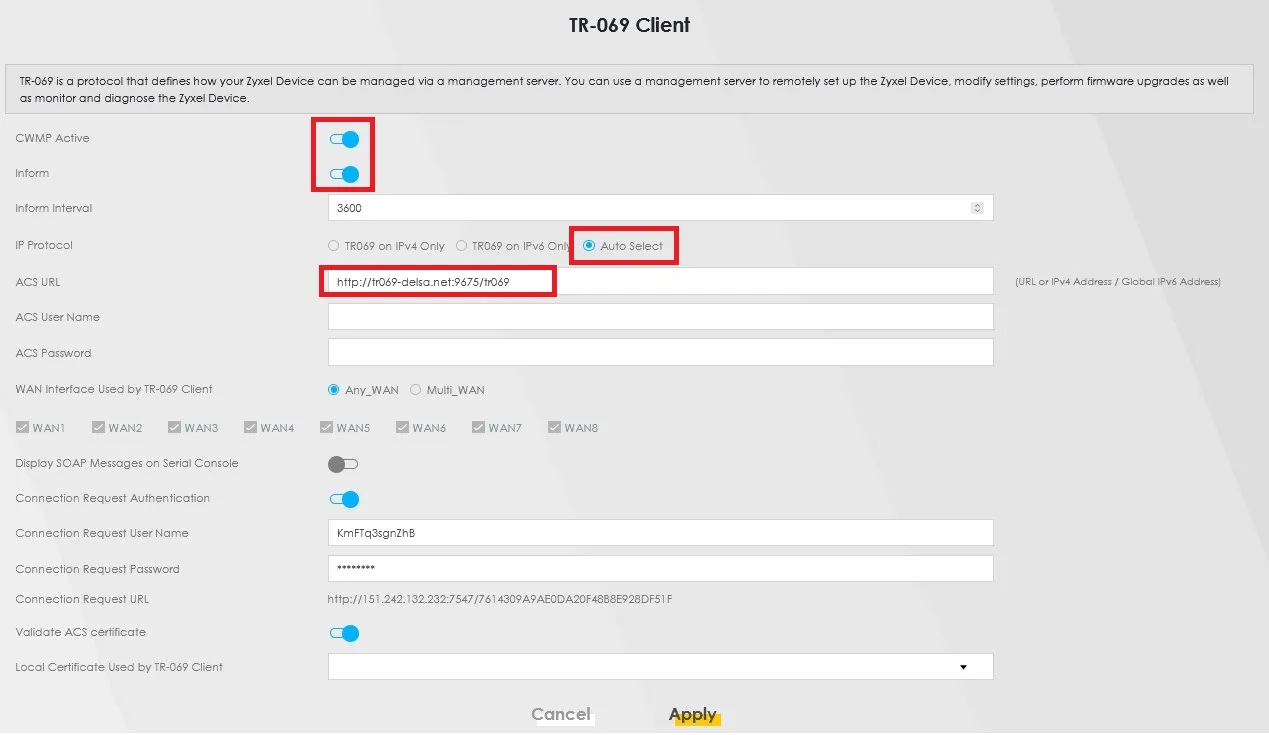 TR-069 Client
TR-069 is a protocol that defines how your Zyxel Device can be managed via a management server. You can use a management server to remotely set up the Zyxel Device, modify settings, perform firmware upgrades as well
as monitor and diagnose the Zyxel Device.
CWMP Active
Inform
Inform Interval 3600
IP Protocol TR069 on IPv4 Only TR069 on IPv6 Only Auto Select
ACS URL http://tr069-delsa.net:9675/tr069 (URL or IPv4 Address / Global IPv6 Address)
ACS User Name
ACS Password
WAN Interface Used by TR-069 Client Any_WAN Multi_WAN
WAN1 WAN2 WAN3 WAN4 WAN5 WAN6 WAN7 WAN8
Display SOAP Messages on Serial Console
Connection Request Authentication
Connection Request User Name KmFTq3sgnZhB
Connection Request Password ********
Connection Request URL http://151.242.132.232:7547/7614309A9AE0DA20F48B8E928DF51F
Validate ACS certificate
Local Certificate Used by TR-069 Client
Cancel Apply